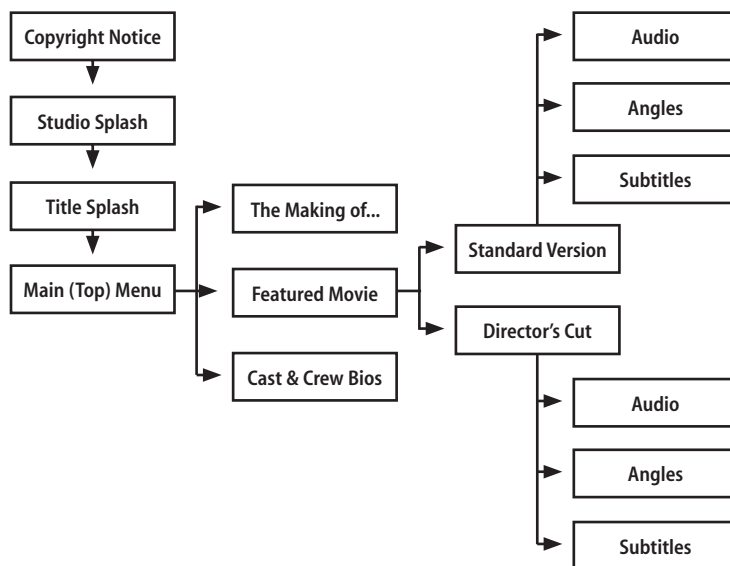 Copyright Notice
Studio Splash
Title Splash
Main (Top) Menu
The Making of...
Featured Movie
Cast & Crew Bios
Standard Version
Director’s Cut
Audio
Angles
Subtitles
Audio
Angles
Subtitles